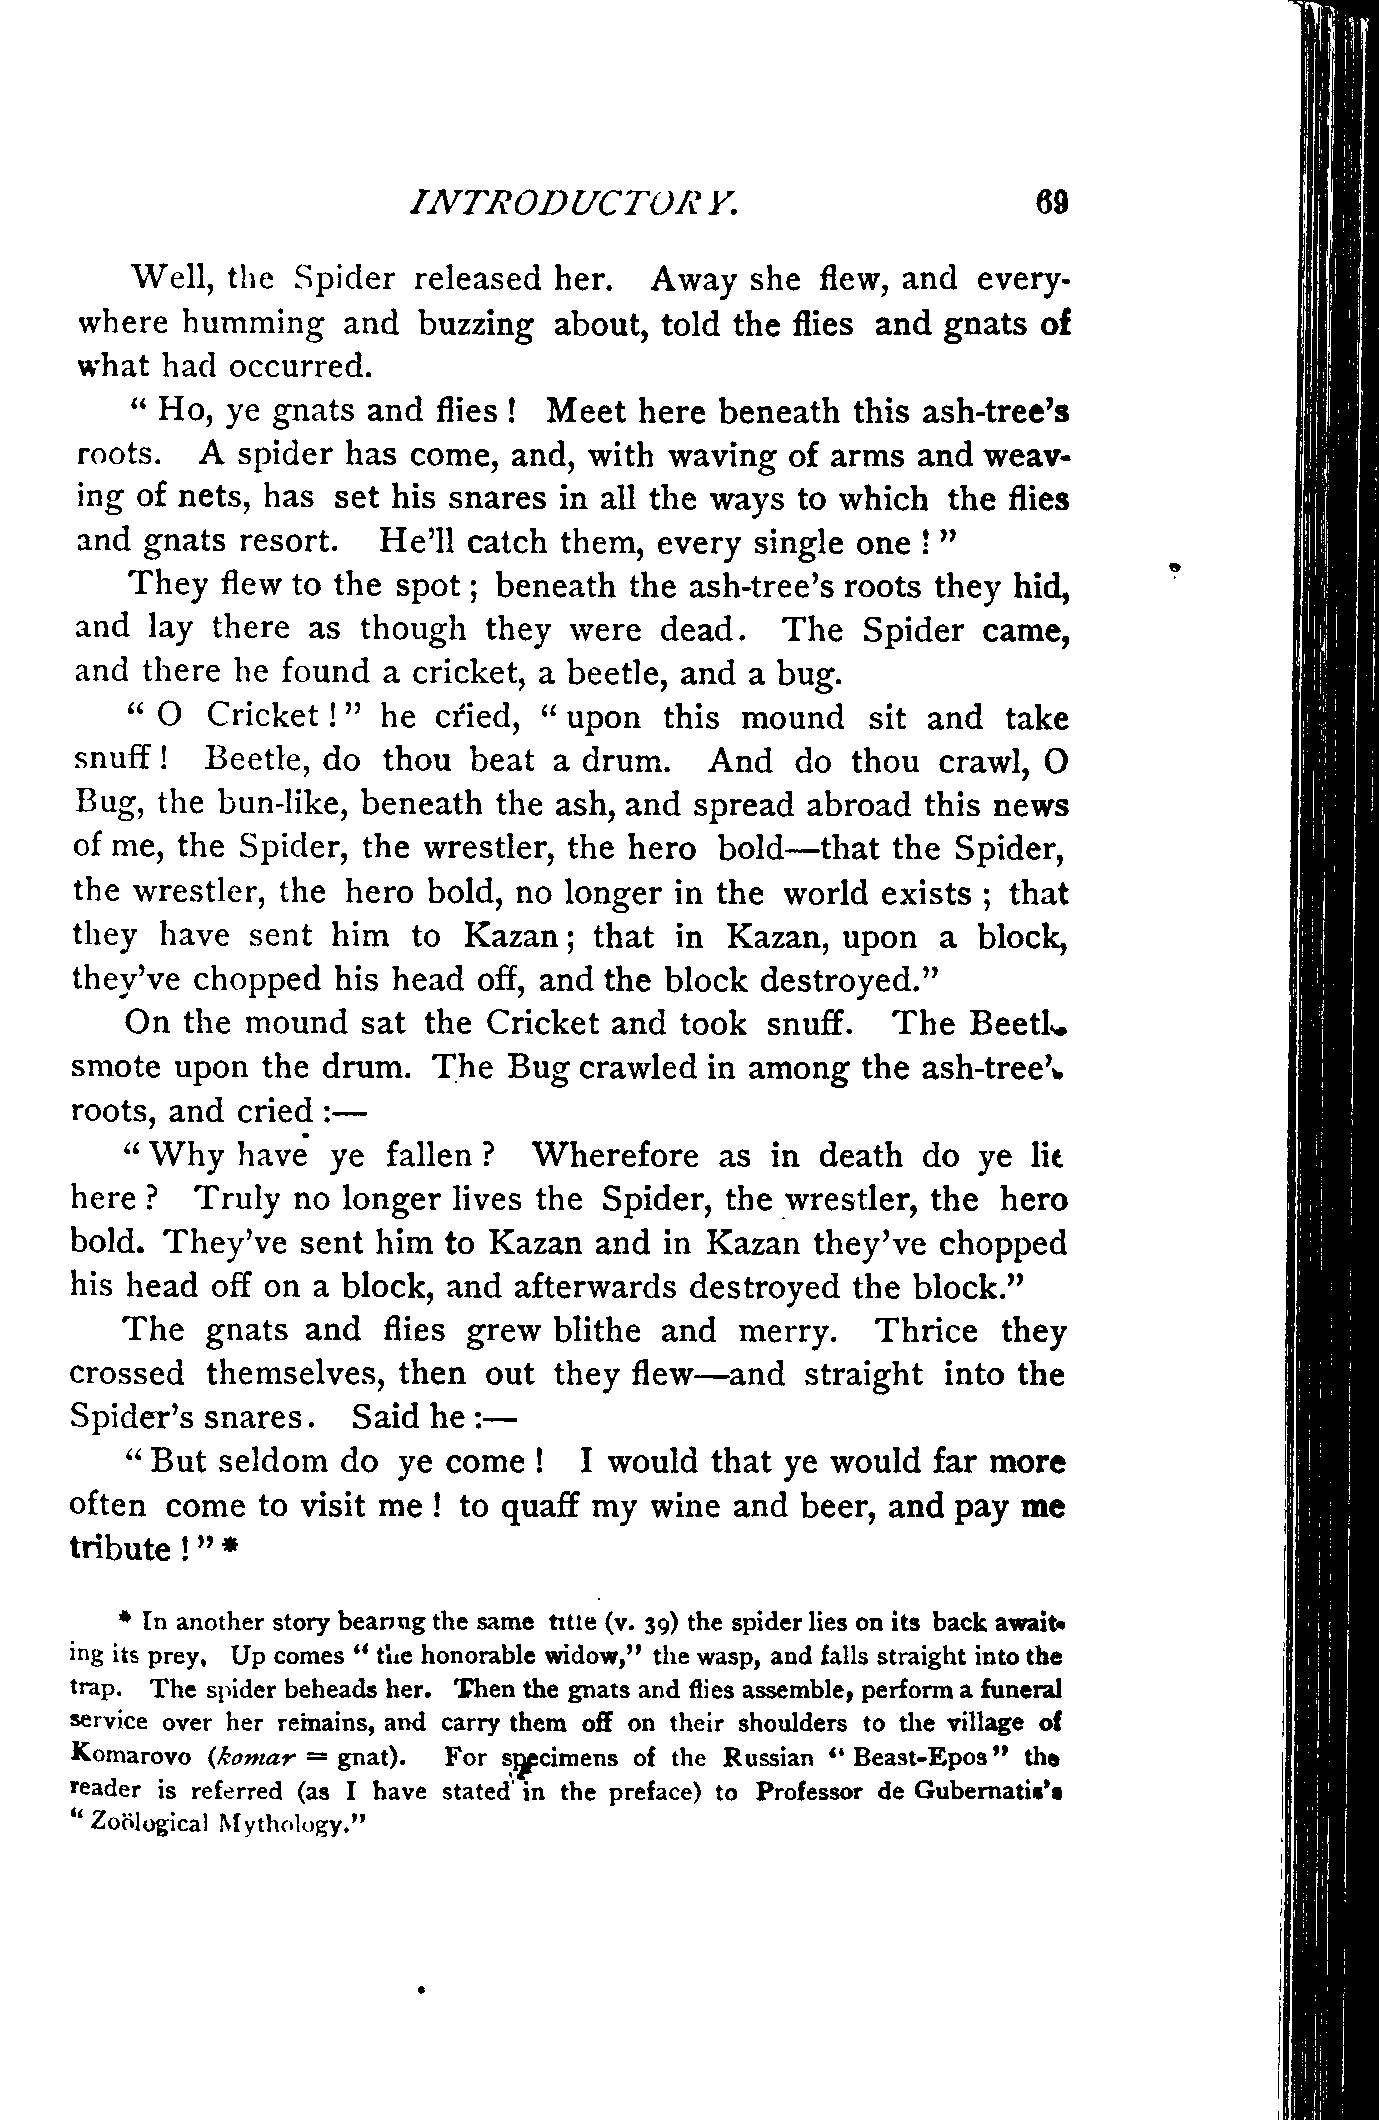 INTRODUCTORY. 69
Well, the Spider released her. Away she flew, and every-
where humming and buzzing about, told the flies and gnats of
what had occurred.
“ Ho, ye gnats and flies ! Meet here beneath this ash-tree’s
roots. A spider has come, and, with waving of arms and weav-
ing of nets, has set his snares in all the ways to which the flies
and gnats resort. He’ll catch them, every single one ! ”
They flew to the spot ; beneath the ash-tree’s roots they hid,
and lay there as though they were dead. The Spider came,
and there he found a cricket, a beetle, and a bug.
“ O Cricket ! ” he cried, “ upon this mound sit and take
snuff ! Beetle, do thou beat a drum. And do thou crawl, O
Bug, the bun-like, beneath the ash, and spread abroad this news
of me, the Spider, the wrestler, the hero bold—that the Spider,
the wrestler, the hero bold, no longer in the world exists ; that
they have sent him to Kazan ; that in Kazan, upon a block,
they’ve chopped his head off, and the block destroyed.”
On the mound sat the Cricket and took snuff. The Beetle
smote upon the drum. The Bug crawled in among the ash-tree’s
roots, and cried :—
“ Why have ye fallen ? Wherefore as in death do ye lie
here ? Truly no longer lives the Spider, the wrestler, the hero
bold. They’ve sent him to Kazan and in Kazan they’ve chopped
his head off on a block, and afterwards destroyed the block.”
The gnats and flies grew blithe and merry. Thrice they
crossed themselves, then out they flew—and straight into the
Spider’s snares. Said he :—
“ But seldom do ye come ! I would that ye would far more
often come to visit me ! to quaff my wine and beer, and pay me
tribute ! ” *
* In another story bearing the same title (v. 39) the spider lies on its back await-
ing its prey. Up comes “ the honorable widow,” the wasp, and falls straight into the
trap. The spider beheads her. Then the gnats and flies assemble, perform a funeral
service over her remains, and carry them off on their shoulders to the village of
Komarovo (komar = gnat). For specimens of the Russian “ Beast-Epos ” the
reader is referred (as I have stated in the preface) to Professor de Gubernatis’s
“ Zoölogical Mythology.”